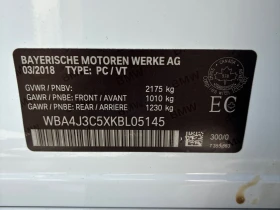 BAYERISCHE MOTOREN WERKE AG
03/2018 TYPE: PC / VT
GVWR / PNBV: 2175 kg
GAWR / PNBE: FRONT / AVANT 1010 kg
GAWR / PNBE: REAR / ARRIERE 1230 kg
WBA4J3C5XKBL05145
EC
300/0